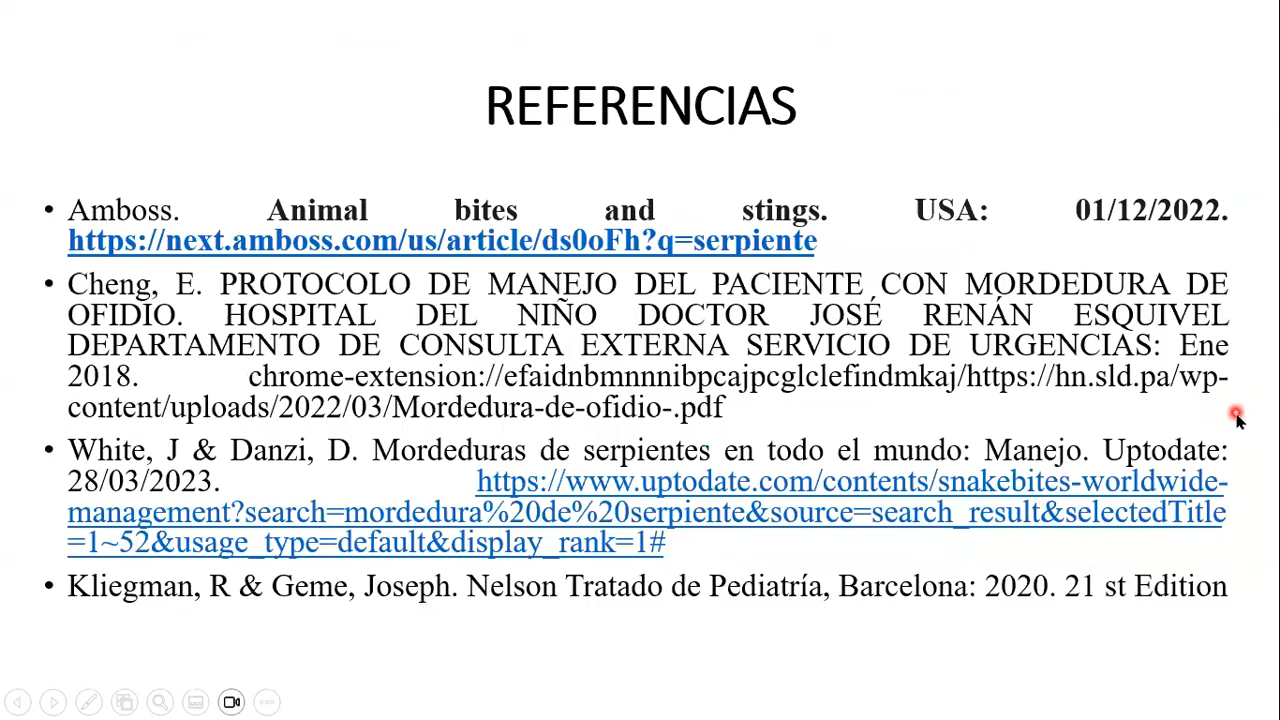 REFERENCIAS
• Amboss. Animal bites and stings. USA: 01/12/2022.
https://next.amboss.com/us/article/ds0oFh?q=serpiente
• Cheng, E. PROTOCOLO DE MANEJO DEL PACIENTE CON MORDEDURA DE
OFIDIO. HOSPITAL DEL NIÑO DOCTOR JOSÉ RENÁN ESQUIVEL
DEPARTAMENTO DE CONSULTA EXTERNA SERVICIO DE URGENCIAS: Ene
2018. chrome-extension://efaidnbmnnnibpcajpcglclefindmkaj/https://hn.sld.pa/wp-
content/uploads/2022/03/Mordedura-de-ofidio-.pdf
• White, J & Danzi, D. Mordeduras de serpientes en todo el mundo: Manejo. Uptodate:
28/03/2023. https://www.uptodate.com/contents/snakebites-worldwide-
management?search=mordedura%20de%20serpiente&source=search_result&selectedTitle
=1~52&usage_type=default&display_rank=1#
• Kliegman, R & Geme, Joseph. Nelson Tratado de Pediatría, Barcelona: 2020. 21 st Edition